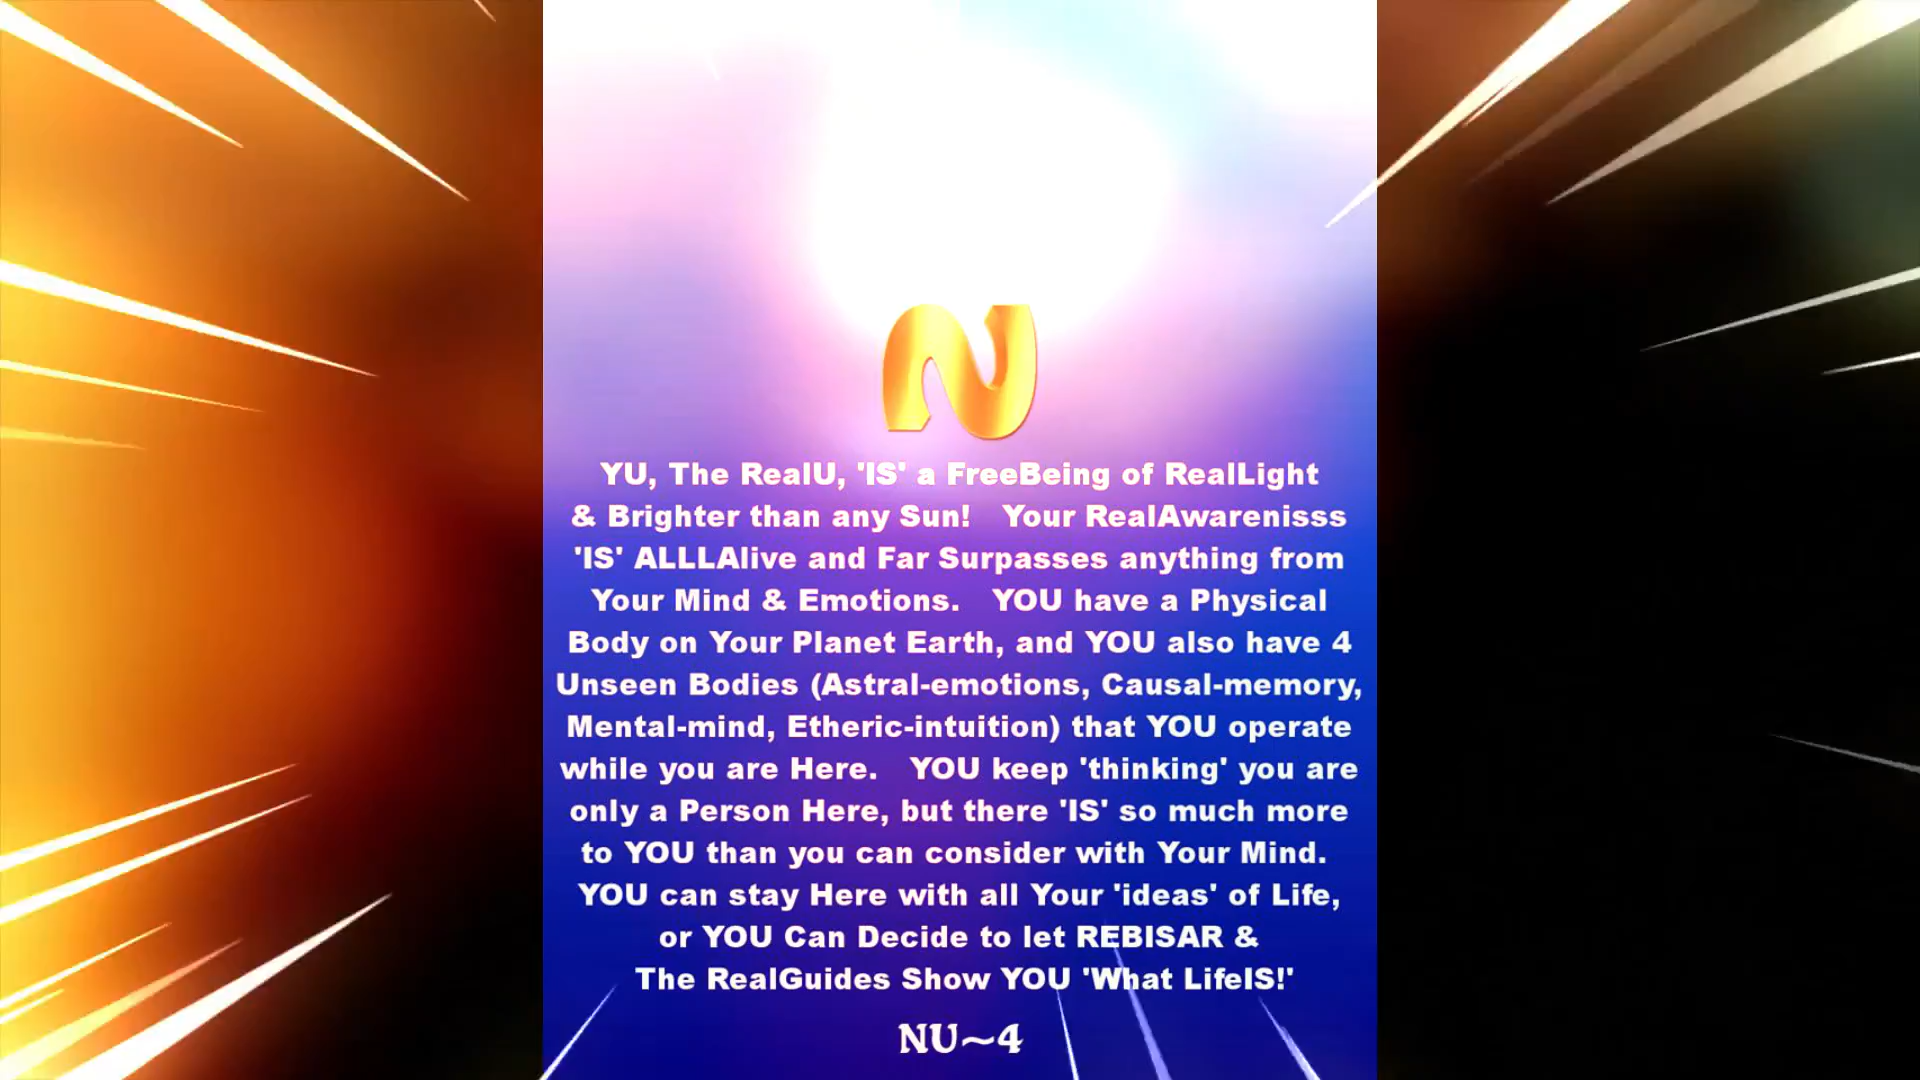 YU, The RealU, 'IS' a FreeBeing of RealLight
& Brighter than any Sun! Your RealAwarenisss
'IS' ALLLAlive and Far Surpasses anything from
Your Mind & Emotions. YOU have a Physical
Body on Your Planet Earth, and YOU also have 4
Unseen Bodies (Astral-emotions, Causal-memory,
Mental-mind, Etheric-intuition) that YOU operate
while you are Here. YOU keep 'thinking' you are
only a Person Here, but there 'IS' so much more
to YOU than you can consider with Your Mind.
YOU can stay Here with all Your 'ideas' of Life,
or YOU Can Decide to let REBISAR &
The RealGuides Show YOU 'What LifeIS!'
NU~4